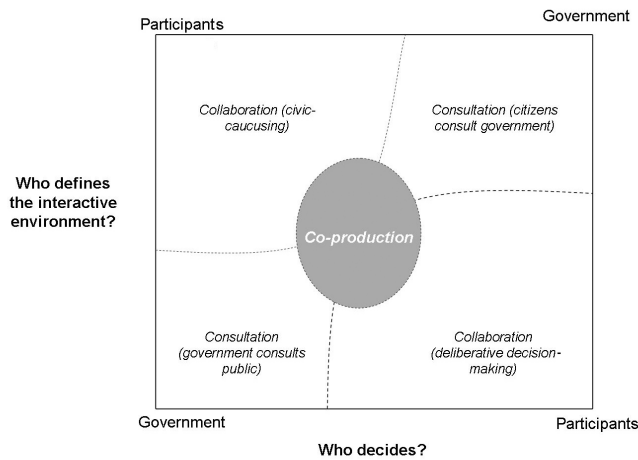 Participants
Government
Collaboration (civic-
caucusing)
Consultation (citizens
consult government)
Who defines
the interactive
environment?
Co-production
Consultation
(government consults
public)
Collaboration
(deliberative decision-
making)
Government
Participants
Who decides?